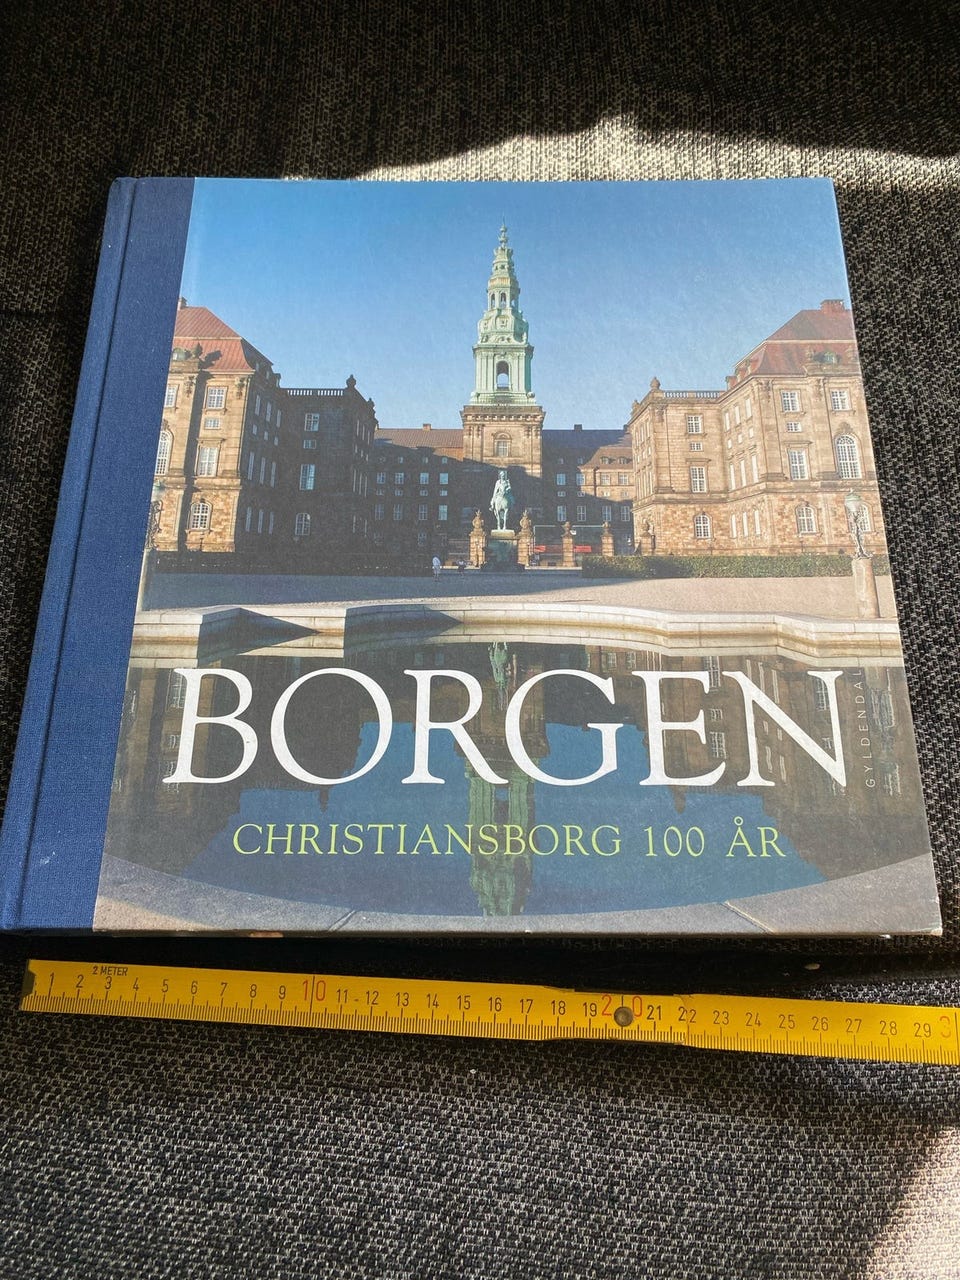 BORGEN
GYLDENDAL
CHRISTIANSBORG 100 ÅR
2 METER
1 2 3 4 5 6 7 8 9 10 11 12 13 14 15 16 17 18 19 20 21 22 23 24 25 26 27 28 29 3